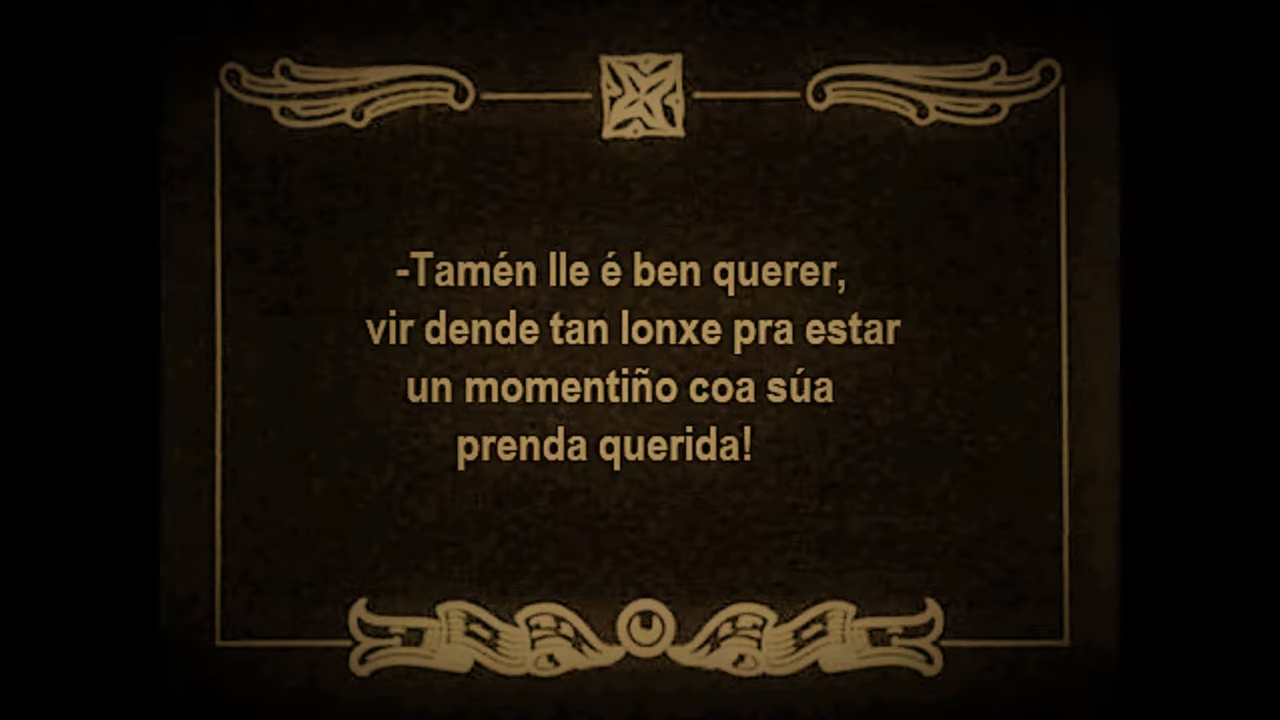 -Tamén lle é ben querer,
vir dende tan lonxe pra estar
un momentiño coa súa
prenda querida!